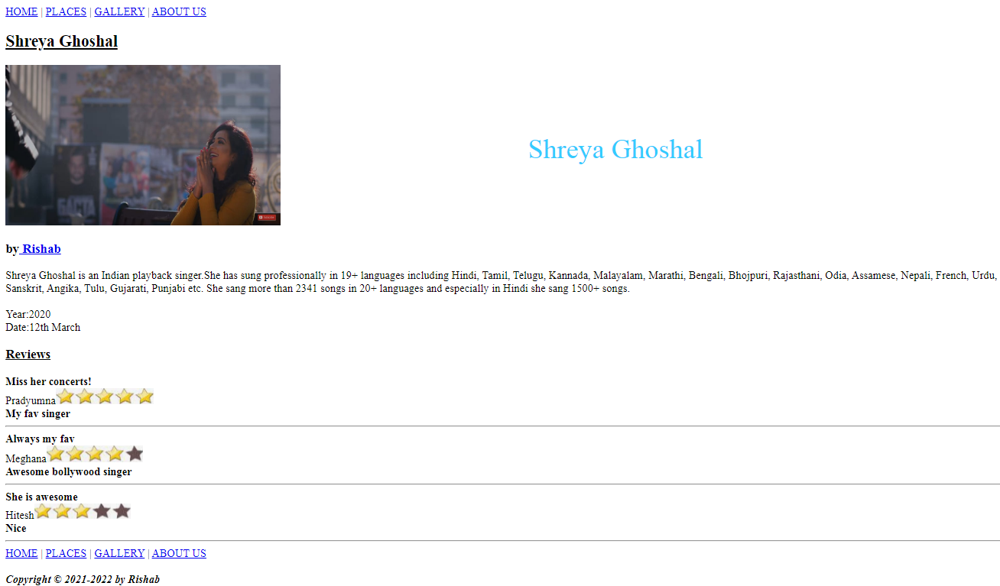 HOME | PLACES | GALLERY | ABOUT US
Shreya Ghoshal
Shreya Ghoshal
by Rishab
Shreya Ghoshal is an Indian playback singer.She has sung professionally in 19+ languages including Hindi, Tamil, Telugu, Kannada, Malayalam, Marathi, Bengali, Bhojpuri, Rajasthani, Odia, Assamese, Nepali, French, Urdu,
Sanskrit, Angika, Tulu, Gujarati, Punjabi etc. She sang more than 2341 songs in 20+ languages and especially in Hindi she sang 1500+ songs.
Year:2020
Date:12th March
Reviews
Miss her concerts!
Pradyumna
My fav singer
Always my fav
Meghana
Awesome bollywood singer
She is awesome
Hitesh
Nice
HOME | PLACES | GALLERY | ABOUT US
Copyright © 2021-2022 by Rishab